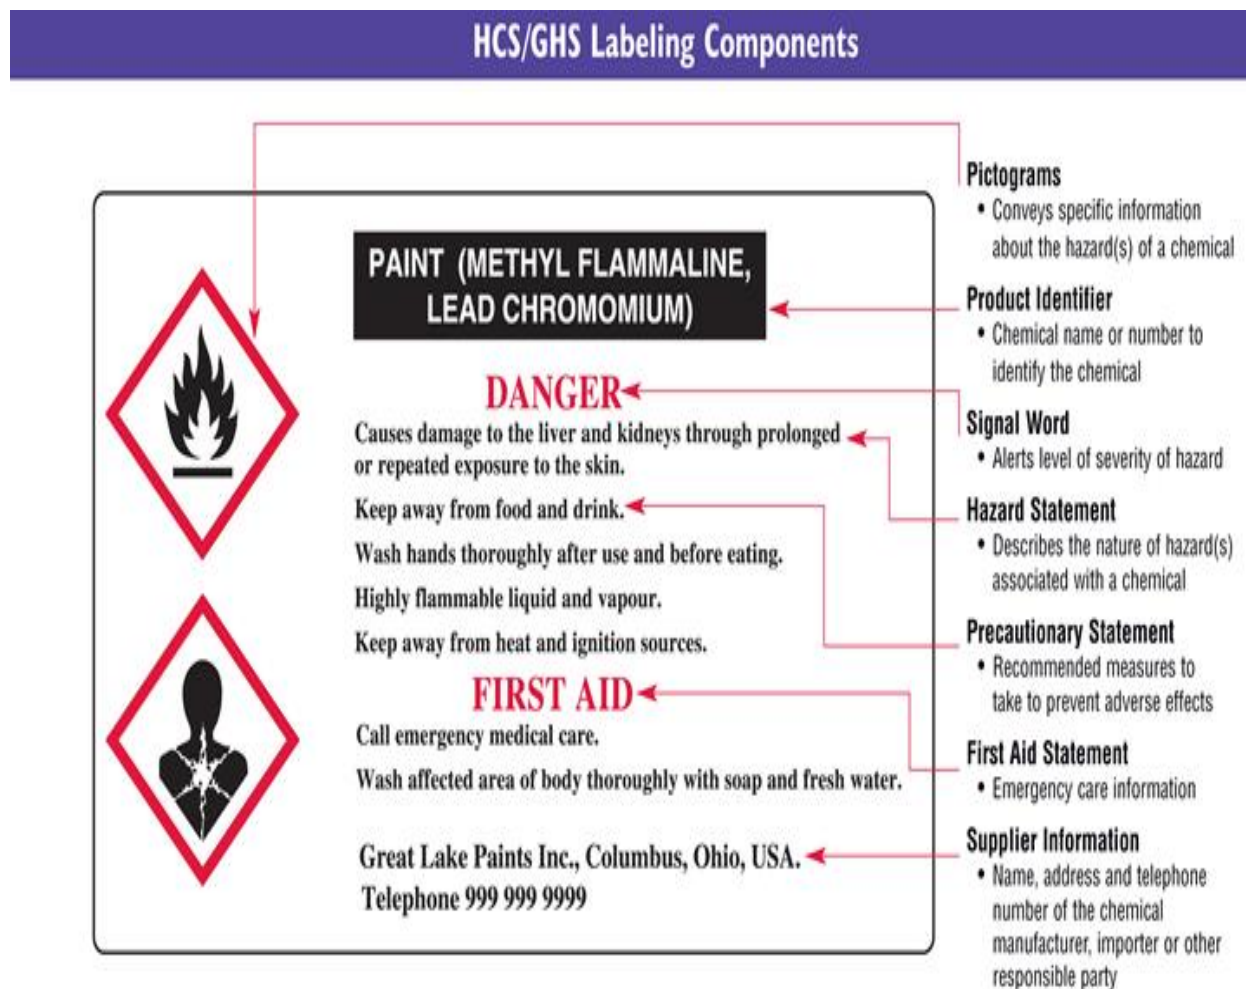 HCS/GHS Labeling Components
PAINT (METHYL FLAMMALINE,
LEAD CHROMOMIUM)
DANGER
Causes damage to the liver and kidneys through prolonged
or repeated exposure to the skin.
Keep away from food and drink.
Wash hands thoroughly after use and before eating.
Highly flammable liquid and vapour.
Keep away from heat and ignition sources.
FIRST AID
Call emergency medical care.
Wash affected area of body thoroughly with soap and fresh water.
Great Lake Paints Inc., Columbus, Ohio, USA.
Telephone 999 999 9999
Pictograms
• Conveys specific information
about the hazard(s) of a chemical
Product Identifier
• Chemical name or number to
identify the chemical
Signal Word
• Alerts level of severity of hazard
Hazard Statement
• Describes the nature of hazard(s)
associated with a chemical
Precautionary Statement
• Recommended measures to
take to prevent adverse effects
First Aid Statement
• Emergency care information
Supplier Information
• Name, address and telephone
number of the chemical
manufacturer, importer or other
responsible party